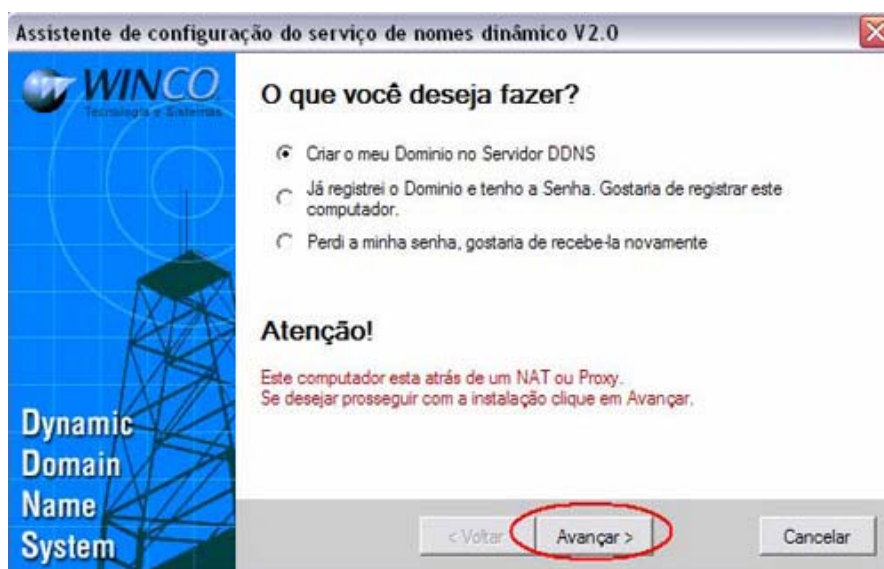 Assistente de configuração do serviço de nomes dinâmico V2.0
WINCO
Tecnologia e Sistemas
O que você deseja fazer?
Criar o meu Dominio no Servidor DDNS
Já registrei o Dominio e tenho a Senha. Gostaria de registrar este
computador.
Perdi a minha senha, gostaria de recebe-la novamente
Atenção!
Este computador esta atrás de um NAT ou Proxy.
Se desejar prosseguir com a instalação clique em Avançar.
Dynamic
Domain
Name
System
< Voltar
Avançar >
Cancelar